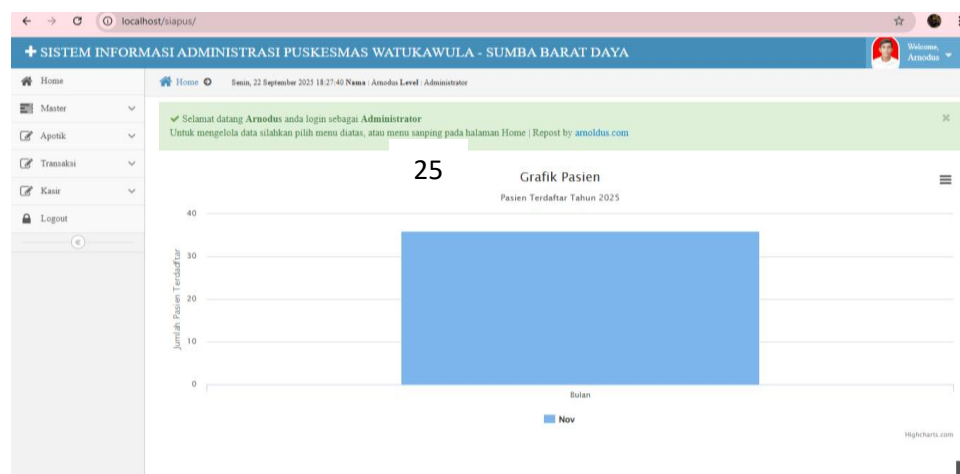 localhost/siapus/
SISTEM INFORMASI ADMINISTRASI PUSKESMAS WATUKAWULA - SUMBA BARAT DAYA
Welcome,
Arnodus
Home
Master
Apotik
Transaksi
Kasir
Logout
Home
Senin, 22 September 2025 18:27:40 Nama : Arnodus Level : Administrator
Selamat datang Arnodus anda login sebagai Administrator
Untuk mengelola data silahkan pilih menu diatas, atau menu sanping pada halaman Home | Repost by arnoldus.com
25
Grafik Pasien
Pasien Terdaftar Tahun 2025
Jumlah Pasien Terdadftar
40
30
20
10
0
Bulan
Nov
Highcharts.com